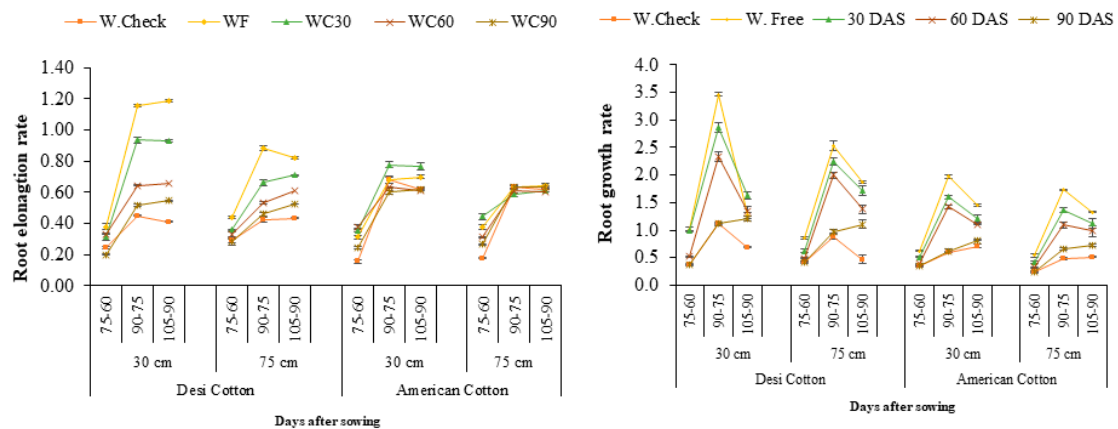 W.Check WF WC30 WC60 WC90
Root elonagtion rate
1.40
1.20
1.00
0.80
0.60
0.40
0.20
0.00
75-60 90-75 105-90 75-60 90-75 105-90 75-60 90-75 105-90 75-60 90-75 105-90
30 cm 75 cm 30 cm 75 cm
Desi Cotton American Cotton
Days after sowing
W.Check W. Free 30 DAS 60 DAS 90 DAS
Root growth rate
4.0
3.5
3.0
2.5
2.0
1.5
1.0
0.5
0.0
75-60 90-75 105-90 75-60 90-75 105-90 75-60 90-75 105-90 75-60 90-75 105-90
30 cm 75 cm 30 cm 75 cm
Desi Cotton American Cotton
Days after sowing